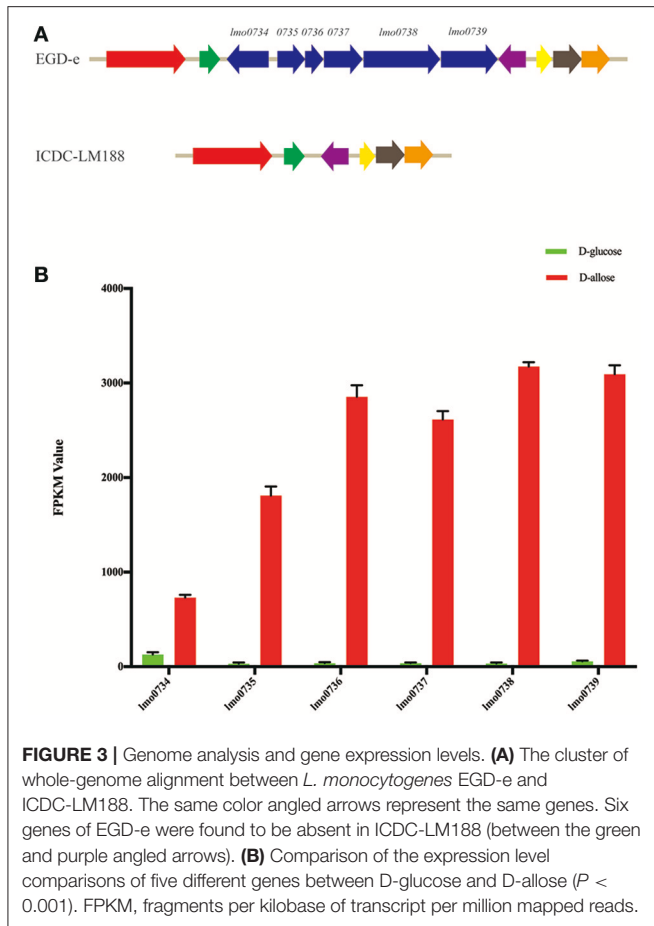 A
lmo0734 0735 0736 0737 lmo0738 lmo0739
EGD-e
ICDC-LM188
D-glucose
D-allose
B
4000
3000
2000
1000
0
FPKM Value
lmo0734
lmo0735
lmo0736
lmo0737
lmo0738
lmo0739
FIGURE 3 | Genome analysis and gene expression levels. (A) The cluster of
whole-genome alignment between L. monocytogenes EGD-e and
ICDC-LM188. The same color angled arrows represent the same genes. Six
genes of EGD-e were found to be absent in ICDC-LM188 (between the green
and purple angled arrows). (B) Comparison of the expression level
comparisons of five different genes between D-glucose and D-allose (P <
0.001). FPKM, fragments per kilobase of transcript per million mapped reads.